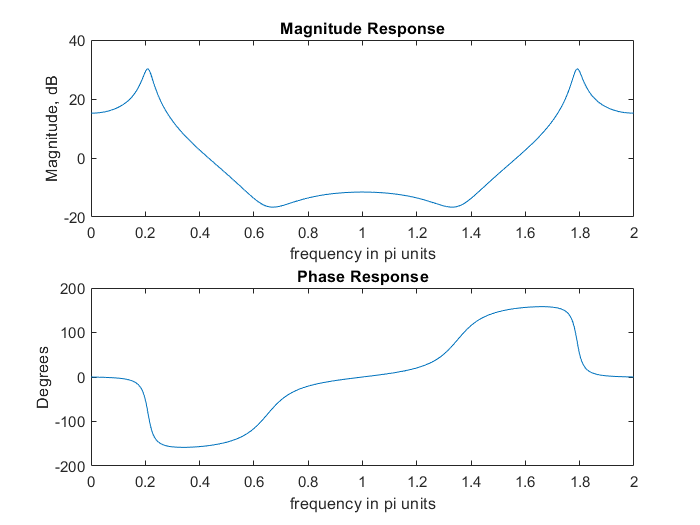 Magnitude Response
Magnitude, dB
40
20
0
-20
0 0.2 0.4 0.6 0.8 1 1.2 1.4 1.6 1.8 2
frequency in pi units
Phase Response
Degrees
200
100
0
-100
-200
0 0.2 0.4 0.6 0.8 1 1.2 1.4 1.6 1.8 2
frequency in pi units